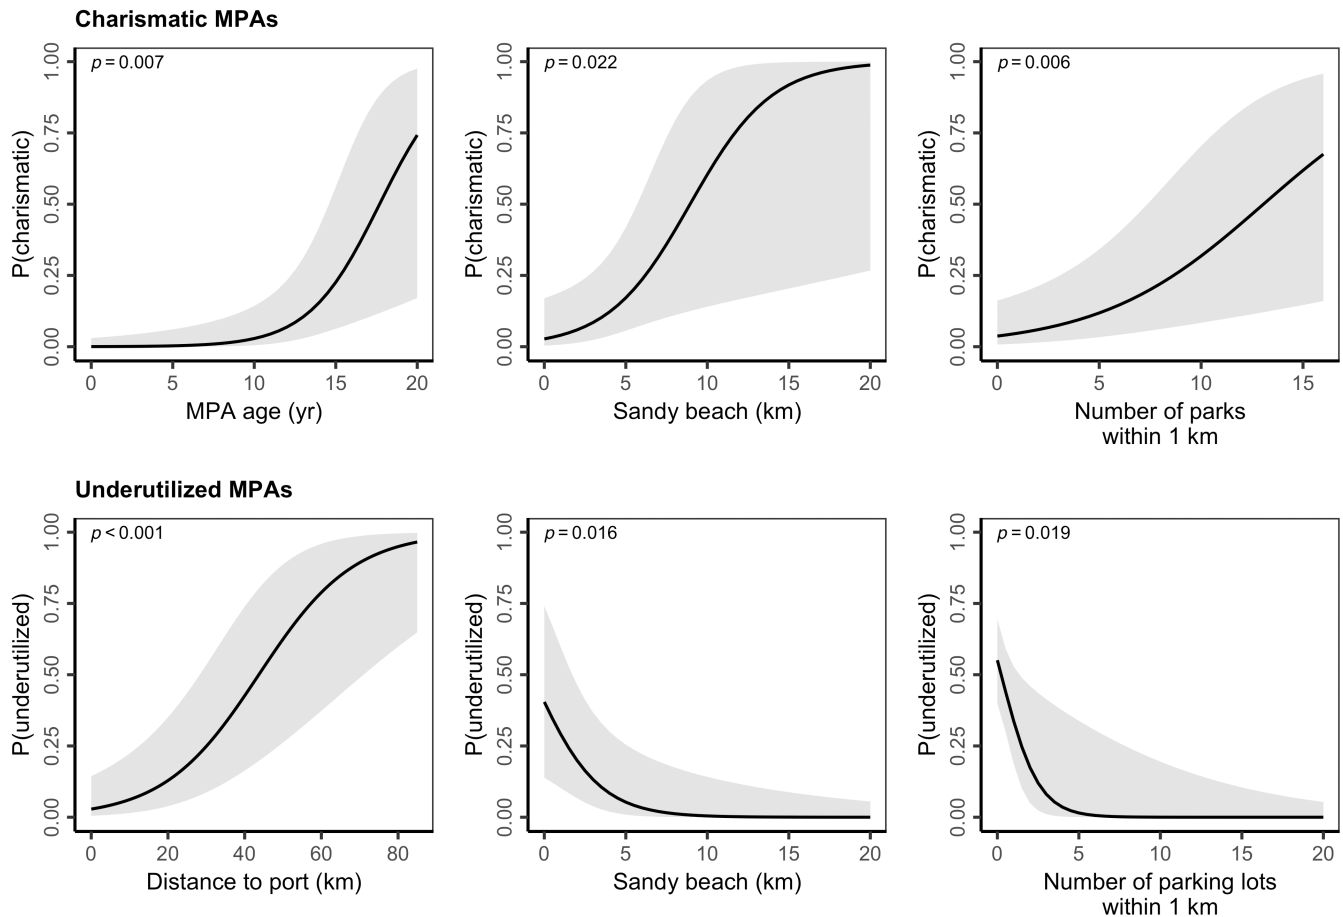 Charismatic MPAs
p = 0.007
P(charismatic)
0.00 0.25 0.50 0.75 1.00
0 5 10 15 20
MPA age (yr)
p = 0.022
P(charismatic)
0.00 0.25 0.50 0.75 1.00
0 5 10 15 20
Sandy beach (km)
p = 0.006
P(charismatic)
0.00 0.25 0.50 0.75 1.00
0 5 10 15
Number of parks
within 1 km
Underutilized MPAs
p < 0.001
P(underutilized)
0.00 0.25 0.50 0.75 1.00
0 20 40 60 80
Distance to port (km)
p = 0.016
P(underutilized)
0.00 0.25 0.50 0.75 1.00
0 5 10 15 20
Sandy beach (km)
p = 0.019
P(underutilized)
0.00 0.25 0.50 0.75 1.00
0 5 10 15 20
Number of parking lots
within 1 km